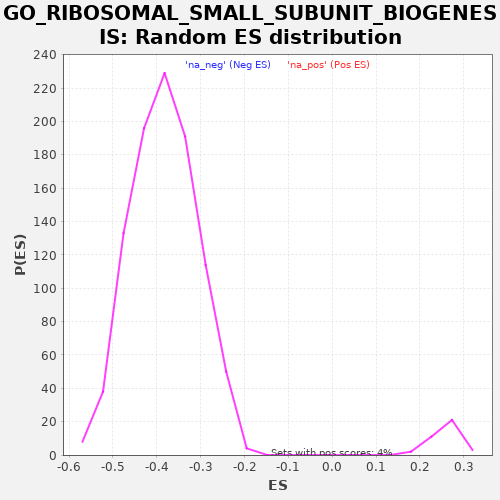 GO_RIBOSOMAL_SMALL_SUBUNIT_BIOGENES
IS: Random ES distribution
'na_neg' (Neg ES) 'na_pos' (Pos ES)
240
220
200
180
160
140
120
100
80
60
40
20
0
P(ES)
Sets with pos scores: 4%
-0.6 -0.5 -0.4 -0.3 -0.2 -0.1 0.0 0.1 0.2 0.3
ES